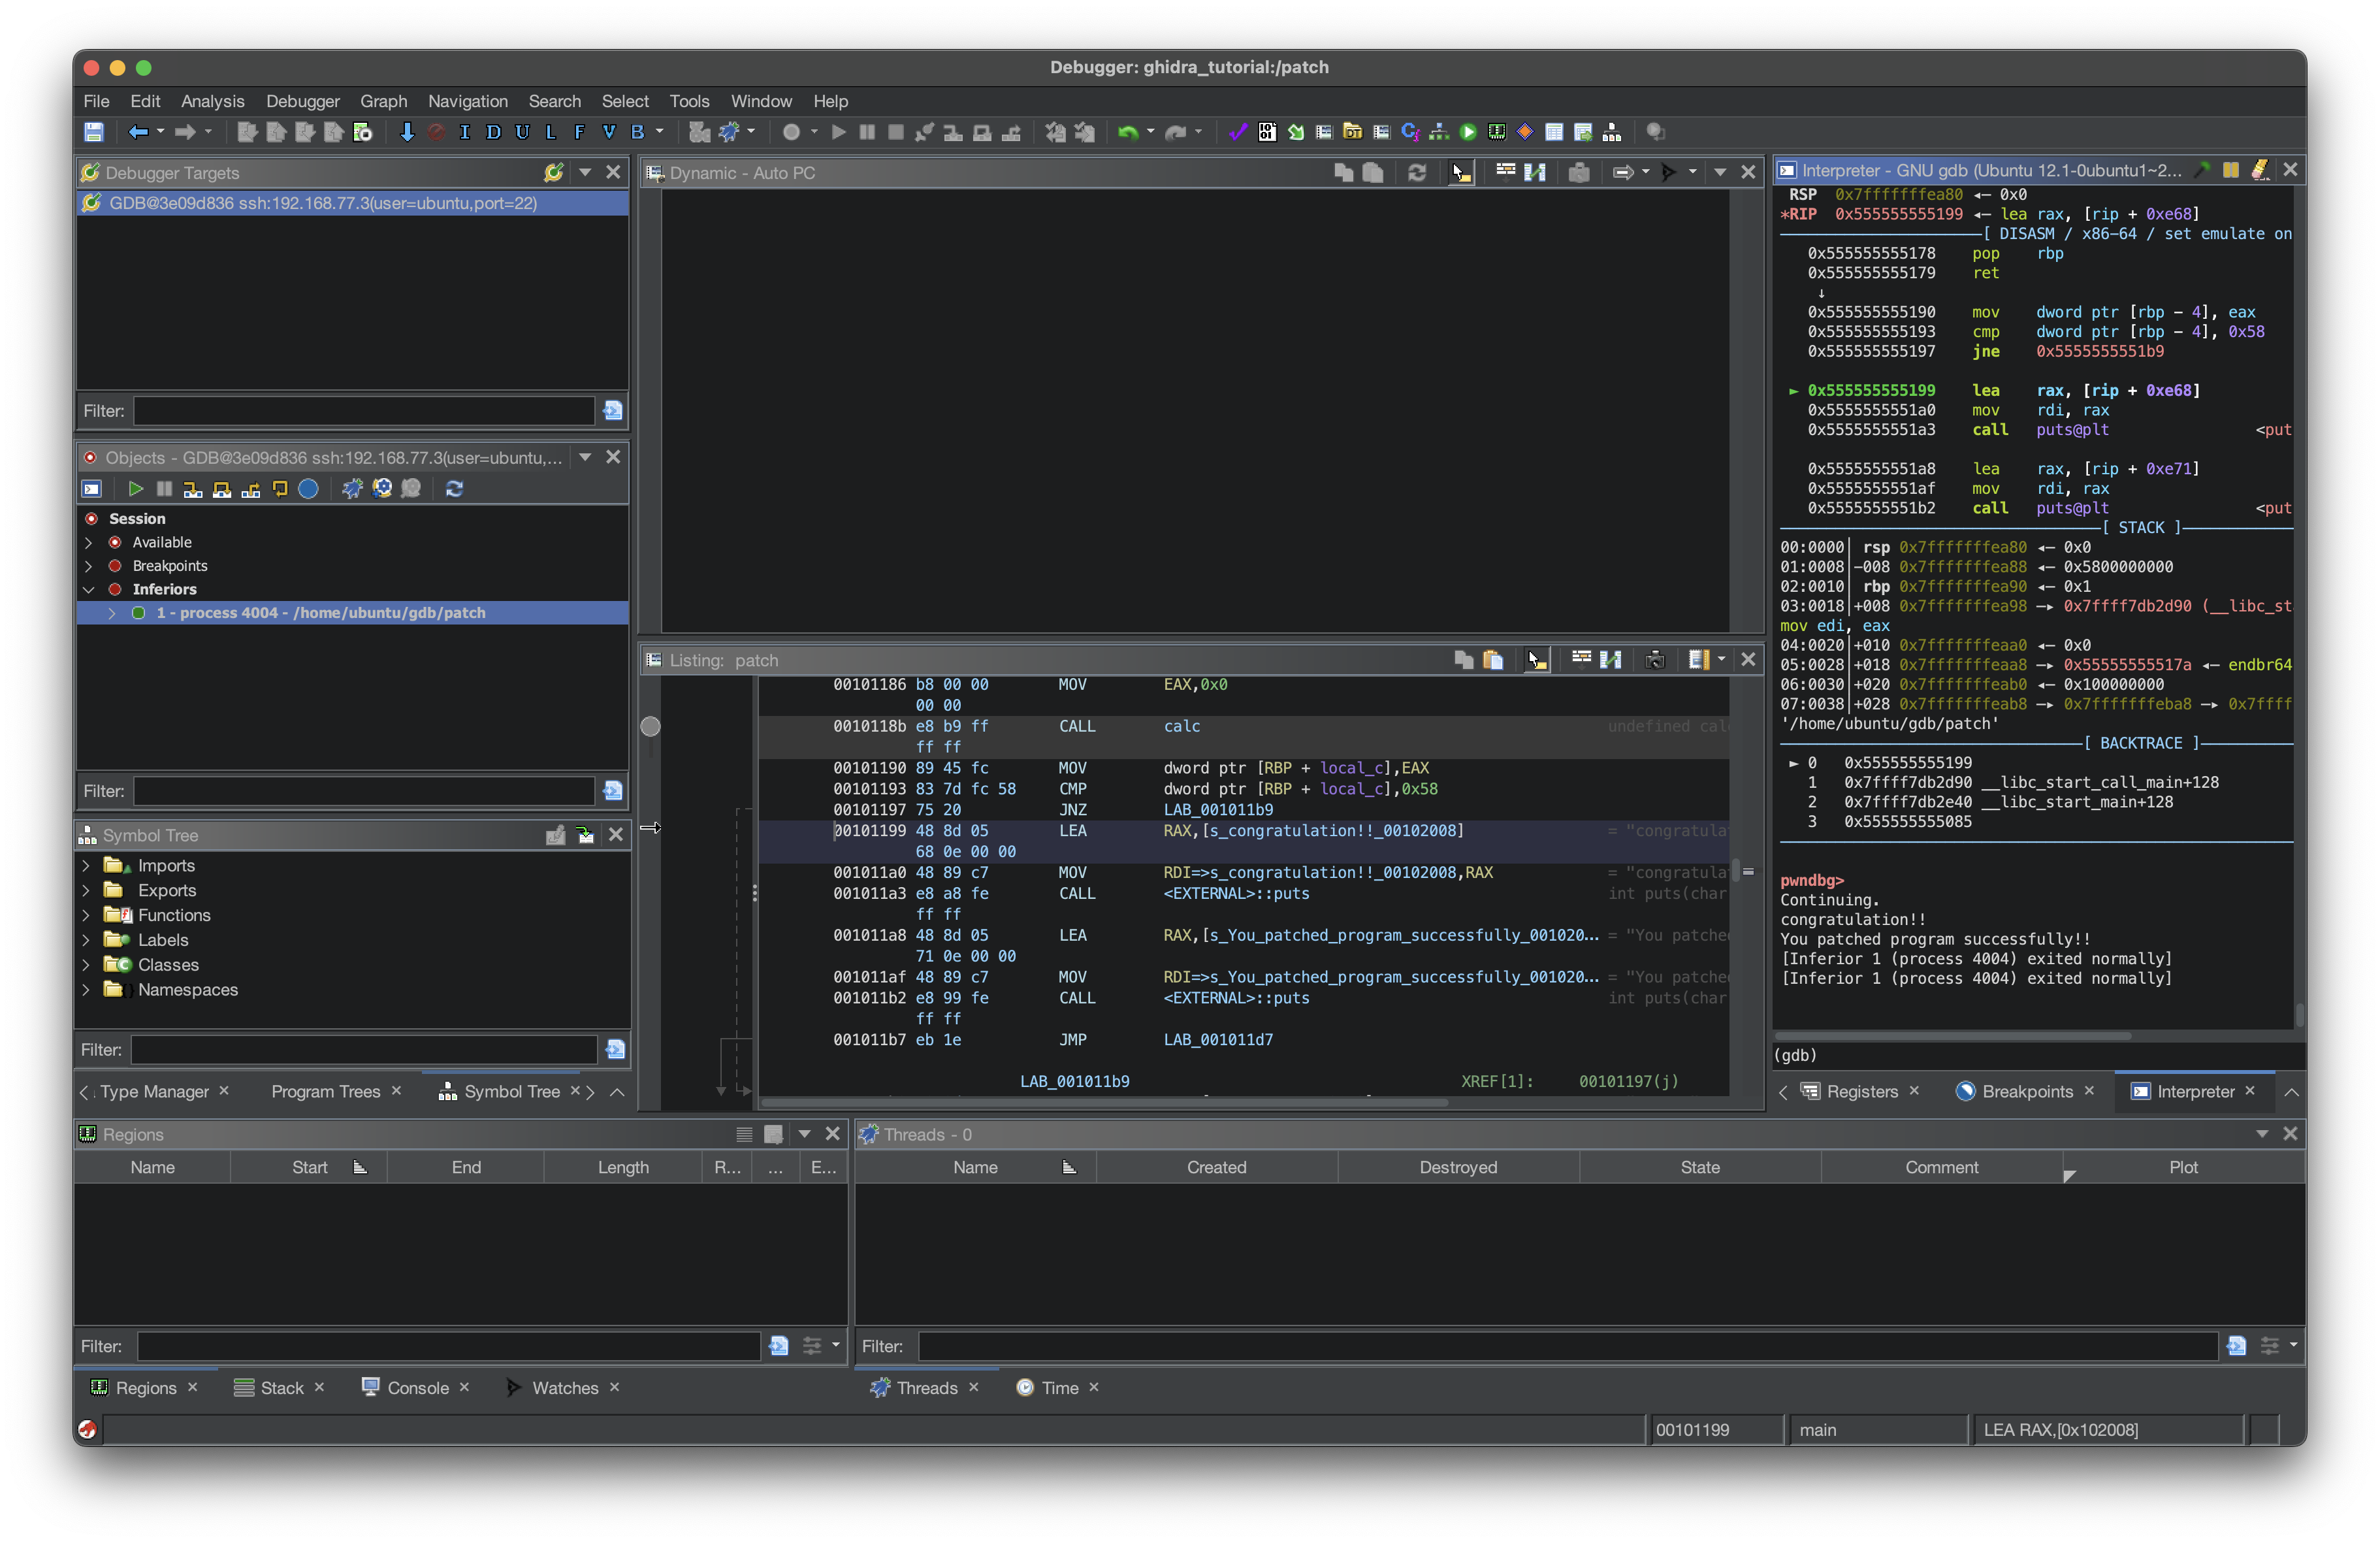 Debugger: ghidra_tutorial:/patch
File Edit Analysis Debugger Graph Navigation Search Select Tools Window Help
I D U L F V B
Debugger Targets
GDB@3e09d836 ssh:192.168.77.3(user=ubuntu,port=22)
Filter:
Objects - GDB@3e09d836 ssh:192.168.77.3(user=ubuntu,...
Session
Available
Breakpoints
Inferiors
1 - process 4004 - /home/ubuntu/gdb/patch
Filter:
Symbol Tree
Imports
Exports
Functions
Labels
Classes
Namespaces
Filter:
Type Manager Program Trees Symbol Tree
Dynamic - Auto PC
Listing: patch
00101186 b8 00 00 MOV EAX,0x0
00 00
0010118b e8 b9 ff CALL calc undefined calc
ff ff
00101190 89 45 fc MOV dword ptr [RBP + local_c],EAX
00101193 83 7d fc 58 CMP dword ptr [RBP + local_c],0x58
00101197 75 20 JNZ LAB_001011b9
00101199 48 8d 05 LEA RAX,[s_congratulation!!_00102008] = "congratulat
68 0e 00 00
001011a0 48 89 c7 MOV RDI=>s_congratulation!!_00102008,RAX = "congratulat
001011a3 e8 a8 fe CALL <EXTERNAL>::puts int puts(char
ff ff
001011a8 48 8d 05 LEA RAX,[s_You_patched_program_successfully_001020... = "You patched
71 0e 00 00
001011af 48 89 c7 MOV RDI=>s_You_patched_program_successfully_001020... = "You patched
001011b2 e8 99 fe CALL <EXTERNAL>::puts int puts(char
ff ff
001011b7 eb 1e JMP LAB_001011d7
LAB_001011b9 XREF[1]: 00101197(j)
Interpreter - GNU gdb (Ubuntu 12.1-0ubuntu1~2...
RSP 0x7fffffffea80 ◂— 0x0
*RIP 0x555555555199 ◂— lea rax, [rip + 0xe68]
[ DISASM / x86-64 / set emulate on
0x555555555178 pop rbp
0x555555555179 ret
↓
0x555555555190 mov dword ptr [rbp - 4], eax
0x555555555193 cmp dword ptr [rbp - 4], 0x58
0x555555555197 jne 0x5555555551b9
► 0x555555555199 lea rax, [rip + 0xe68]
0x5555555551a0 mov rdi, rax
0x5555555551a3 call puts@plt <put
0x5555555551a8 lea rax, [rip + 0xe71]
0x5555555551af mov rdi, rax
0x5555555551b2 call puts@plt <put
[ STACK ]
00:0000│ rsp 0x7fffffffea80 ◂— 0x0
01:0008│-008 0x7fffffffea88 ◂— 0x5800000000
02:0010│ rbp 0x7fffffffea90 ◂— 0x1
03:0018│+008 0x7fffffffea98 —▸ 0x7ffff7db2d90 (__libc_st
mov edi, eax
04:0020│+010 0x7fffffffeaa0 ◂— 0x0
05:0028│+018 0x7fffffffeaa8 —▸ 0x55555555517a ◂— endbr64
06:0030│+020 0x7fffffffeab0 ◂— 0x100000000
07:0038│+028 0x7fffffffeab8 —▸ 0x7fffffffeba8 —▸ 0x7ffff
'/home/ubuntu/gdb/patch'
[ BACKTRACE ]
► 0 0x555555555199
1 0x7ffff7db2d90 __libc_start_call_main+128
2 0x7ffff7db2e40 __libc_start_main+128
3 0x555555555085
pwndbg>
Continuing.
congratulation!!
You patched program successfully!!
[Inferior 1 (process 4004) exited normally]
[Inferior 1 (process 4004) exited normally]
(gdb)
Registers Breakpoints Interpreter
Regions
Name Start End Length R... ... E...
Filter:
Regions Stack Console Watches
Threads - 0
Name Created Destroyed State Comment Plot
Filter:
Threads Time
00101199 main LEA RAX,[0x102008]